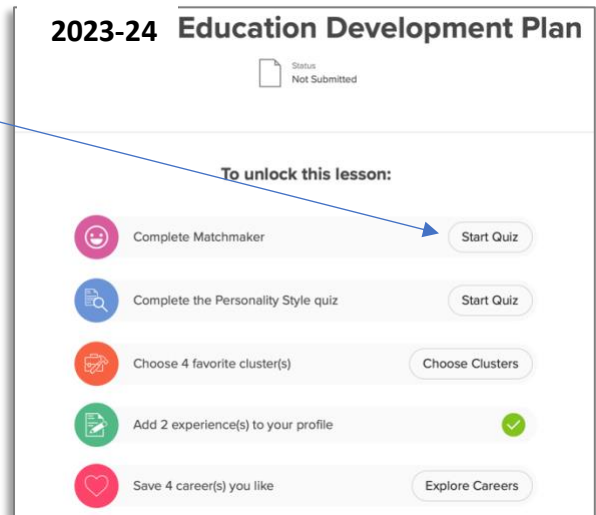 2023-24 Education Development Plan
Status
Not Submitted
To unlock this lesson:
Complete Matchmaker Start Quiz
Complete the Personality Style quiz Start Quiz
Choose 4 favorite cluster(s) Choose Clusters
Add 2 experience(s) to your profile
Save 4 career(s) you like Explore Careers